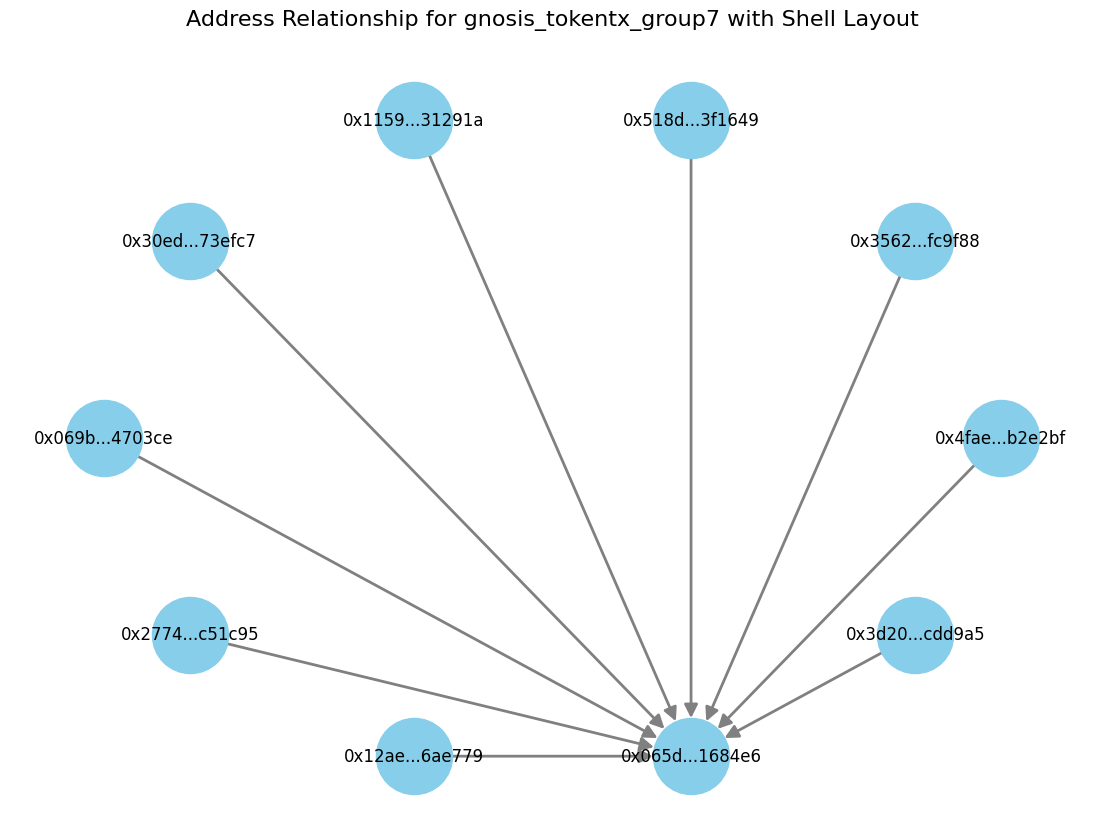 Address Relationship for gnosis_tokentx_group7 with Shell Layout
0x1159...31291a
0x518d...3f1649
0x30ed...73efc7
0x3562...fc9f88
0x069b...4703ce
0x4fae...b2e2bf
0x2774...c51c95
0x3d20...cdd9a5
0x12ae...6ae779
0x065d...1684e6